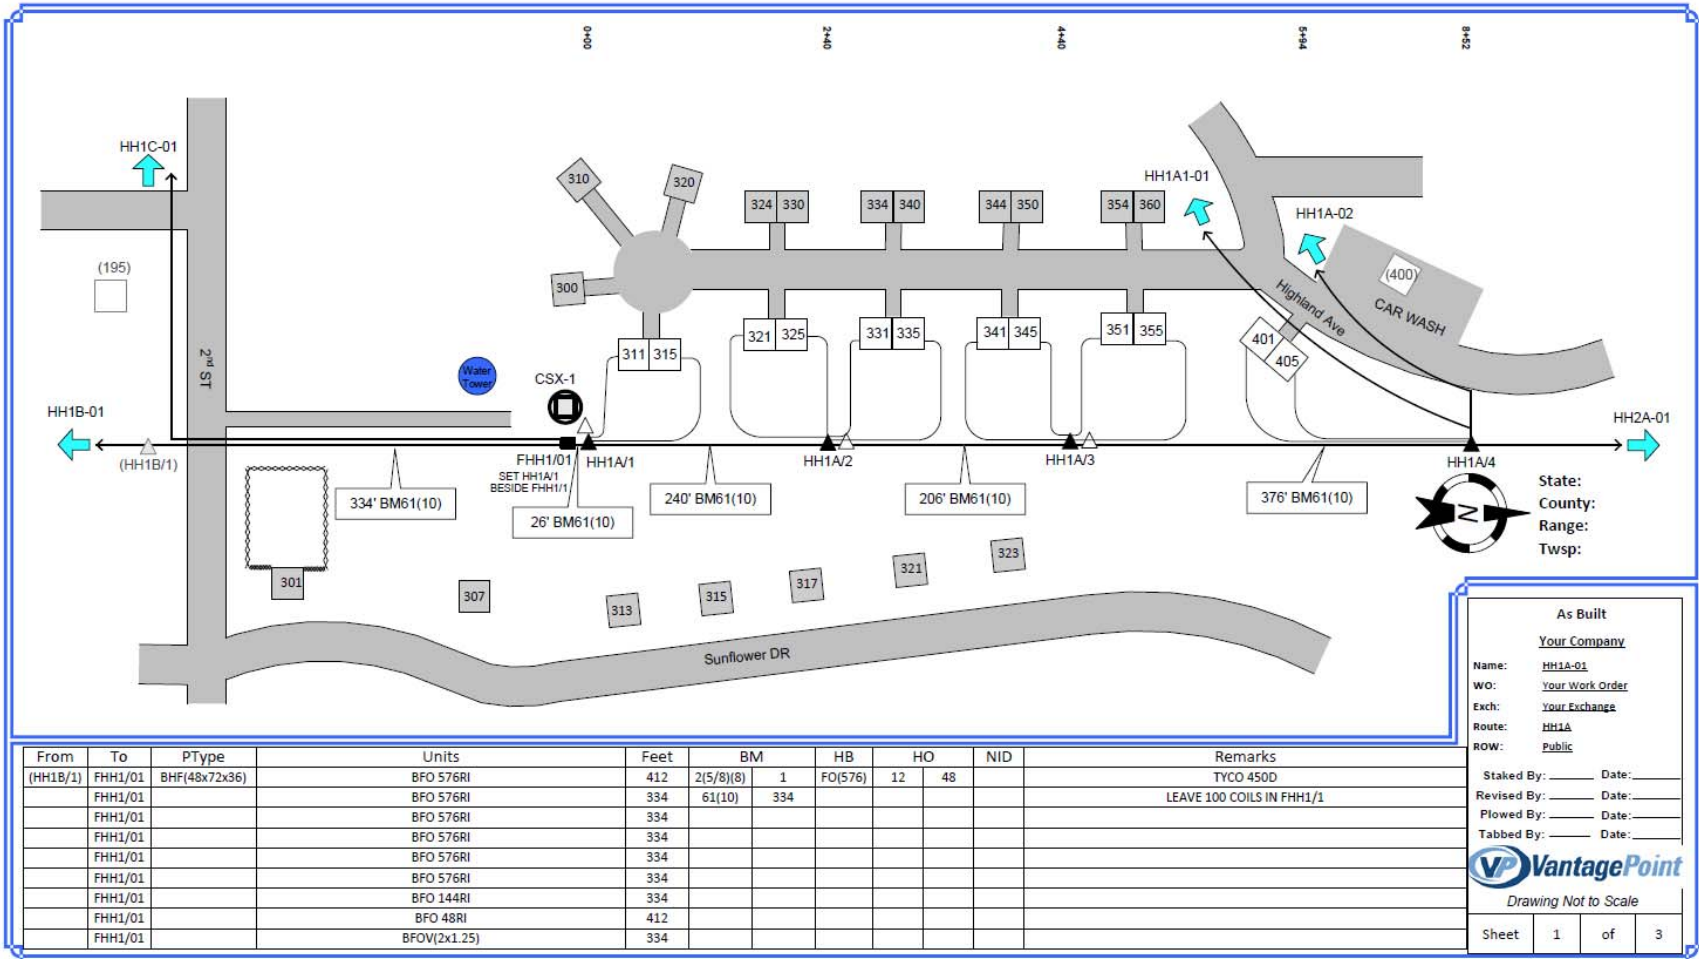 0+00
2+40
4+40
5+94
8+52
HH1C-01
310
320
324 330
334 340
344 350
354 360
HH1A1-01
HH1A-02
(195)
300
(400)
CAR WASH
Highland Ave
311 315
321 325
331 335
341 345
351 355
401
405
2nd ST
Water
Tower
CSX-1
HH1B-01
(HH1B/1)
FHH1/01
HH1A/1
SET HH1A/1
BESIDE FHH1/1
HH1A/2
HH1A/3
HH1A/4
HH2A-01
334' BM61(10)
26' BM61(10)
240' BM61(10)
206' BM61(10)
376' BM61(10)
N
State:
County:
Range:
Twsp:
301
307
313
315
317
321
323
Sunflower DR
As Built
Your Company
Name: HH1A-01
WO: Your Work Order
Exch: Your Exchange
Route: HH1A
ROW: Public
Staked By: ______ Date: ______
Revised By: ______ Date: ______
Plowed By: ______ Date: ______
Tabbed By: ______ Date: ______
VP VantagePoint
Drawing Not to Scale
Sheet 1 of 3
From To PType Units Feet BM HB HO NID Remarks
(HH1B/1) FHH1/01 BHF(48x72x36) BFO 576RI 412 2(5/8)(8) 1 FO(576) 12 48 TYCO 450D
FHH1/01 BFO 576RI 334 61(10) 334 LEAVE 100 COILS IN FHH1/1
FHH1/01 BFO 576RI 334
FHH1/01 BFO 576RI 334
FHH1/01 BFO 576RI 334
FHH1/01 BFO 576RI 334
FHH1/01 BFO 144RI 334
FHH1/01 BFO 48RI 412
FHH1/01 BFOV(2x1.25) 334